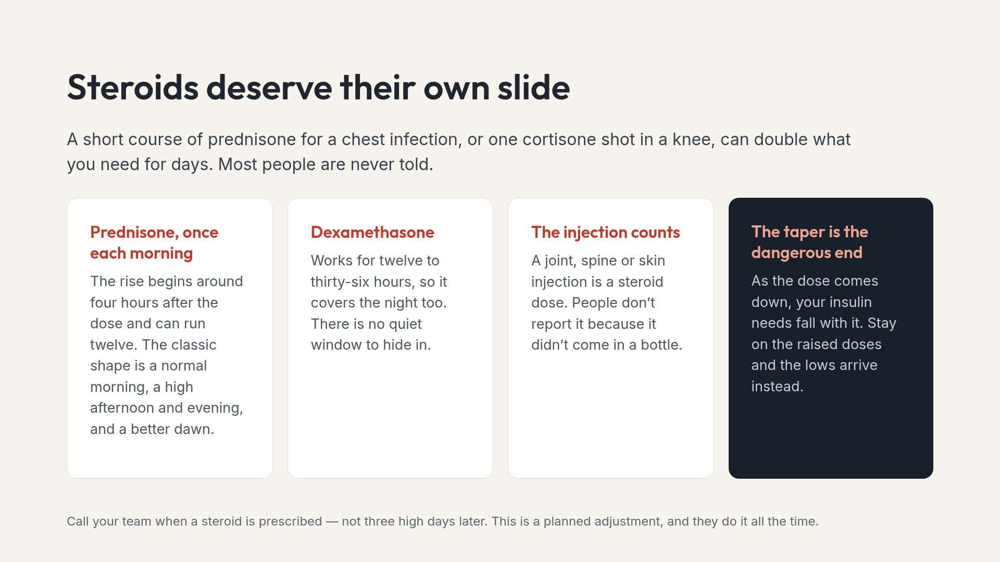 Steroids deserve their own slide
A short course of prednisone for a chest infection, or one cortisone shot in a knee, can double what
you need for days. Most people are never told.
Prednisone, once
each morning
The rise begins around
four hours after the
dose and can run
twelve. The classic
shape is a normal
morning, a high
afternoon and evening,
and a better dawn.
Dexamethasone
Works for twelve to
thirty-six hours, so it
covers the night too.
There is no quiet
window to hide in.
The injection counts
A joint, spine or skin
injection is a steroid
dose. People don’t
report it because it
didn’t come in a bottle.
The taper is the
dangerous end
As the dose comes
down, your insulin
needs fall with it. Stay
on the raised doses
and the lows arrive
instead.
Call your team when a steroid is prescribed — not three high days later. This is a planned adjustment, and they do it all the time.